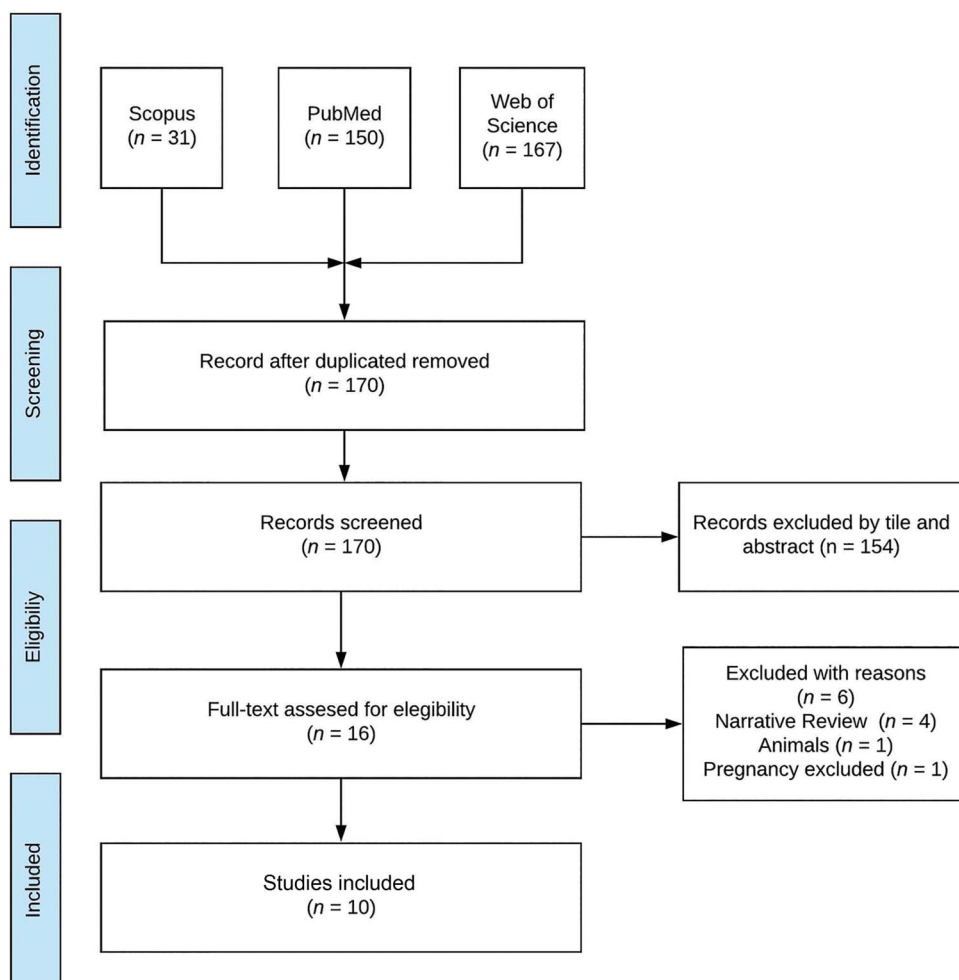 Identification
Scopus
(n = 31)
PubMed
(n = 150)
Web of
Science
(n = 167)
Screening
Record after duplicated removed
(n = 170)
Records screened
(n = 170)
Records excluded by tile and
abstract (n = 154)
Eligibiliy
Full-text assesed for elegibility
(n = 16)
Excluded with reasons
(n = 6)
Narrative Review (n = 4)
Animals (n = 1)
Pregnancy excluded (n = 1)
Included
Studies included
(n = 10)